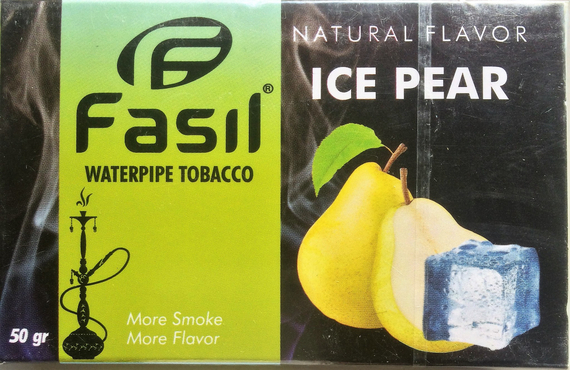 Fasil®
WATERPIPE TOBACCO
50 gr
More Smoke
More Flavor
NATURAL FLAVOR
ICE PEAR